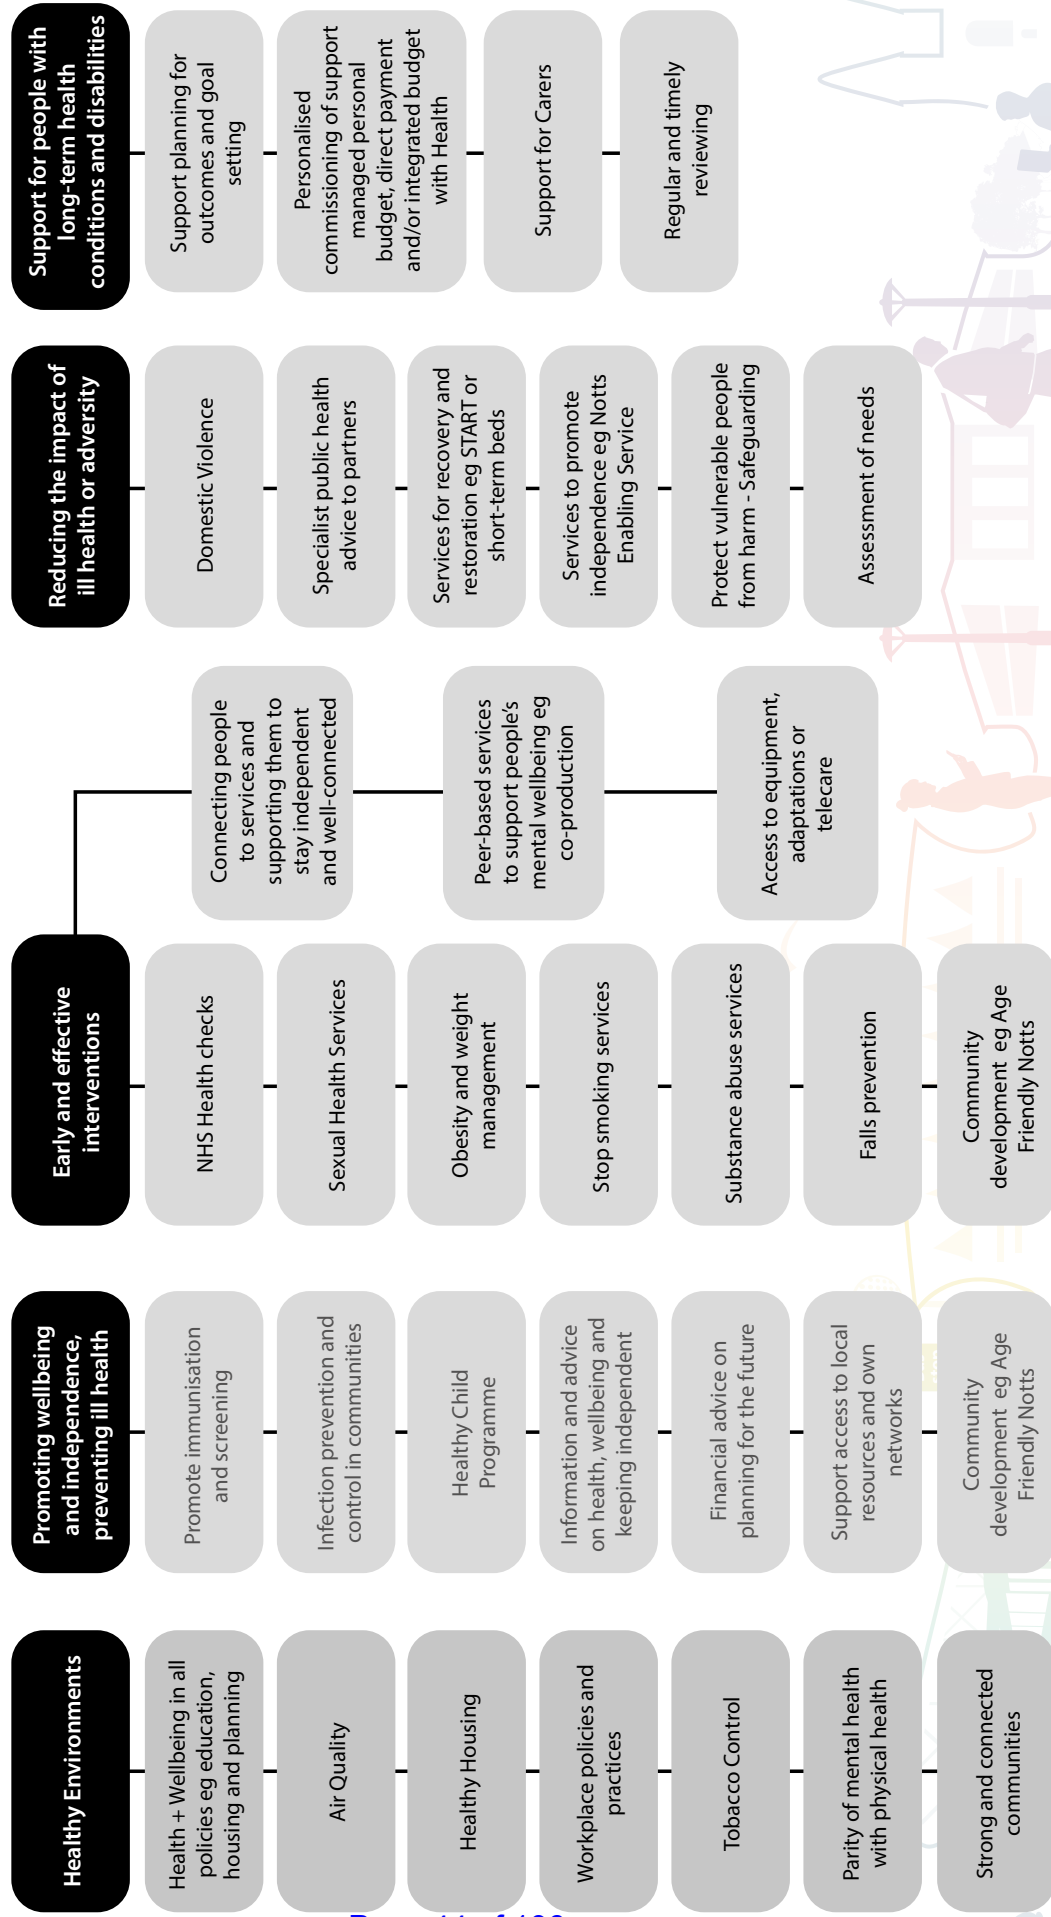 Healthy Environments
Health + Wellbeing in all
policies eg education,
housing and planning
Air Quality
Healthy Housing
Workplace policies and
practices
Tobacco Control
Parity of mental health
with physical health
Strong and connected
communities
Promoting wellbeing
and independence,
preventing ill health
Promote immunisation
and screening
Infection prevention and
control in communities
Healthy Child
Programme
Information and advice
on health, wellbeing and
keeping independent
Financial advice on
planning for the future
Support access to local
resources and own
networks
Community
development eg Age
Friendly Notts
Early and effective
interventions
NHS Health checks
Sexual Health Services
Obesity and weight
management
Stop smoking services
Substance abuse services
Falls prevention
Community
development eg Age
Friendly Notts
Connecting people
to services and
supporting them to
stay independent
and well-connected
Peer-based services
to support people's
mental wellbeing eg
co-production
Access to equipment,
adaptations or
telecare
Reducing the impact of
ill health or adversity
Domestic Violence
Specialist public health
advice to partners
Services for recovery and
restoration eg START or
short-term beds
Services to promote
independence eg Notts
Enabling Service
Protect vulnerable people
from harm - Safeguarding
Assessment of needs
Support for people with
long-term health
conditions and disabilities
Support planning for
outcomes and goal
setting
Personalised
commissioning of support
managed personal
budget, direct payment
and/or integrated budget
with Health
Support for Carers
Regular and timely
reviewing